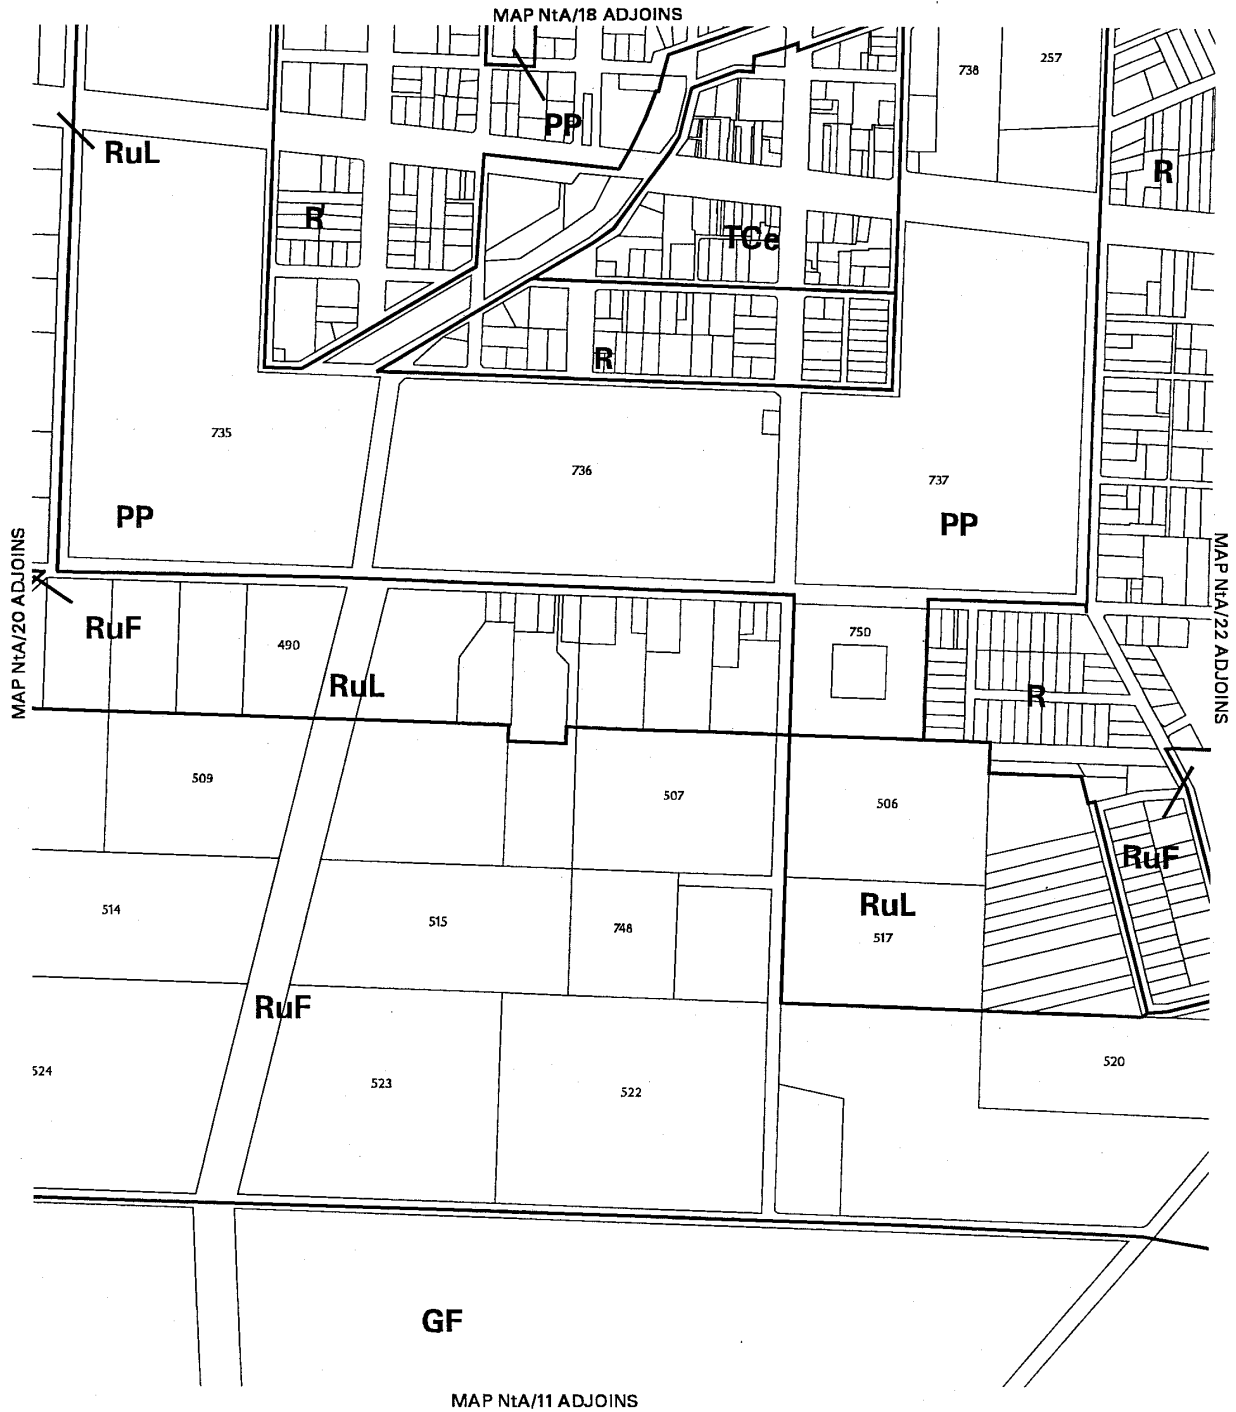 MAP NtA/18 ADJOINS
257
738
PP
RuL
R
R
TCe
R
735
736
737
PP
PP
MAP NtA/20 ADJOINS
MAP NtA/22 ADJOINS
RuF
490
750
RuL
R
509
507
506
RuF
RuL
514
515
748
517
RuF
524
523
522
520
GF
MAP NtA/11 ADJOINS